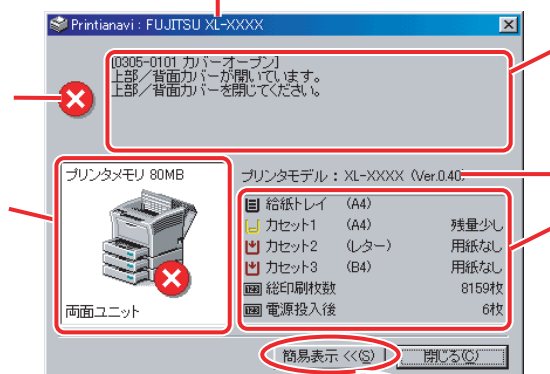 Printianavi : FUJITSU XL-XXXX
[0305-0101 カバーオープン]
上部／背面カバーが開いています。
上部／背面カバーを閉じてください。
プリンタメモリ 80MB
両面ユニット
プリンタモデル： XL-XXXX (Ver.0.40)
給紙トレイ (A4)
カセット1 (A4) 残量少し
カセット2 (レター) 用紙なし
カセット3 (B4) 用紙なし
123 総印刷枚数 8159枚
123 電源投入後 6枚
簡易表示 <<(S)
閉じる(C)